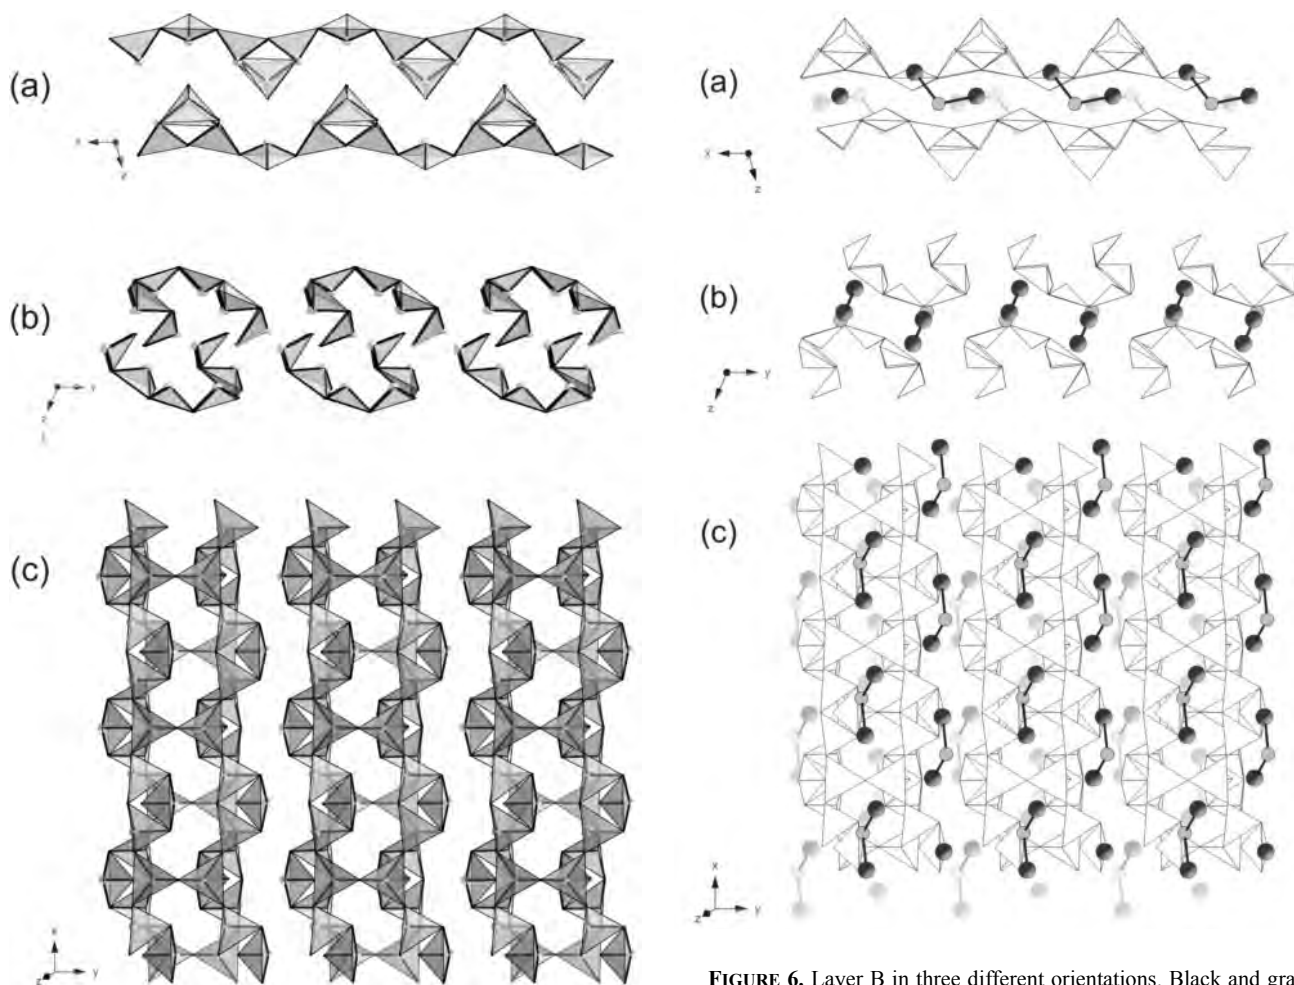 (a)
x
z
(b)
y
z
(c)
x
z
y
(a)
x
z
(b)
y
z
(c)
x
z
y
FIGURE 6. Layer B in three different orientations. Black and gra